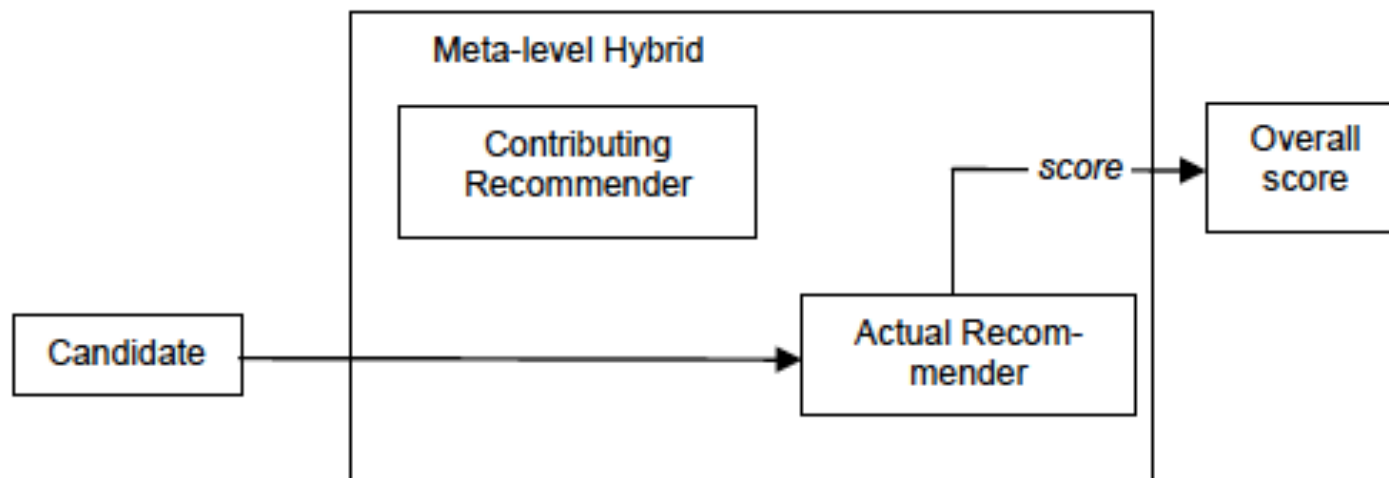 Meta-level Hybrid
Contributing
Recommender
score
Overall
score
Candidate
Actual Recom-
mender